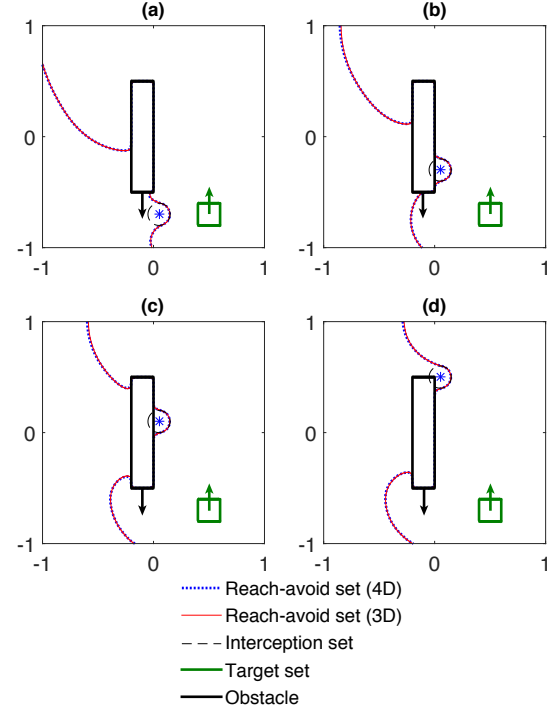 (a)
(b)
1
0
-1
-1
0
1
1
0
-1
-1
0
1
(c)
(d)
1
0
-1
-1
0
1
1
0
-1
-1
0
1
Reach-avoid set (4D)
Reach-avoid set (3D)
Interception set
Target set
Obstacle